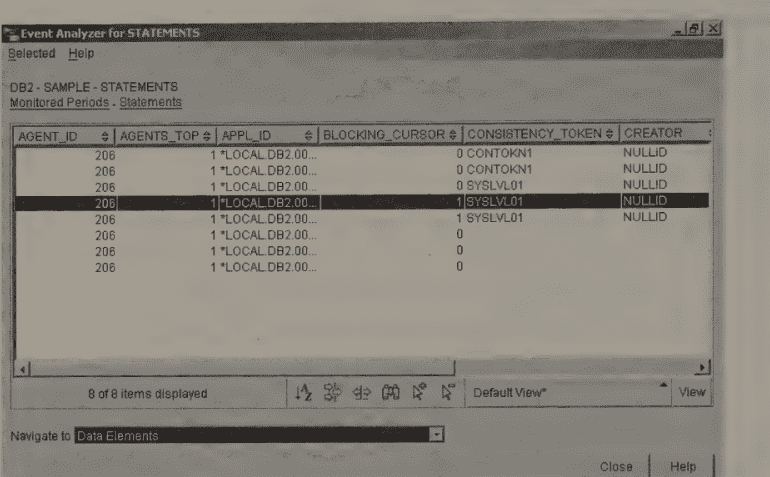 Event Analyzer for STATEMENTS
Selected Help
DB2 - SAMPLE - STATEMENTS
Monitored Periods - Statements
AGENT_ID AGENTS_TOP APPL_ID BLOCKING_CURSOR CONSISTENCY_TOKEN CREATOR
206 1 *LOCAL.DB2.00... 0 CONTOKN1 NULLID
206 1 *LOCAL.DB2.00... 0 CONTOKN1 NULLID
206 1 *LOCAL.DB2.00... 0 SYSLVL01 NULLID
206 1 *LOCAL.DB2.00... 1 SYSLVL01 NULLID
206 1 *LOCAL.DB2.00... 1 SYSLVL01 NULLID
206 1 *LOCAL.DB2.00... 0
206 1 *LOCAL.DB2.00... 0
206 1 *LOCAL.DB2.00... 0
8 of 8 items displayed Default View* View
Navigate to Data Elements
Close Help